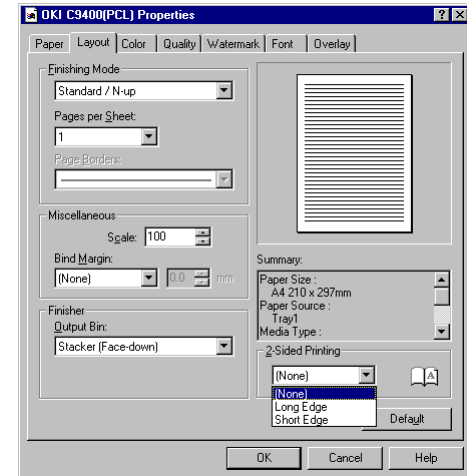 OKI C9400(PCL) Properties
Paper Layout Color Quality Watermark Font Overlay
Finishing Mode
Standard / N-up
Pages per Sheet:
1
Page Borders:
Miscellaneous
Scale: 100
Bind Margin:
(None) 0.0 mm
Finisher
Output Bin:
Stacker (Face-down)
Summary:
Paper Size :
A4 210 x 297mm
Paper Source :
Tray1
Media Type :
2-Sided Printing
(None)
A
(None)
Long Edge
Short Edge
Default
OK Cancel Help